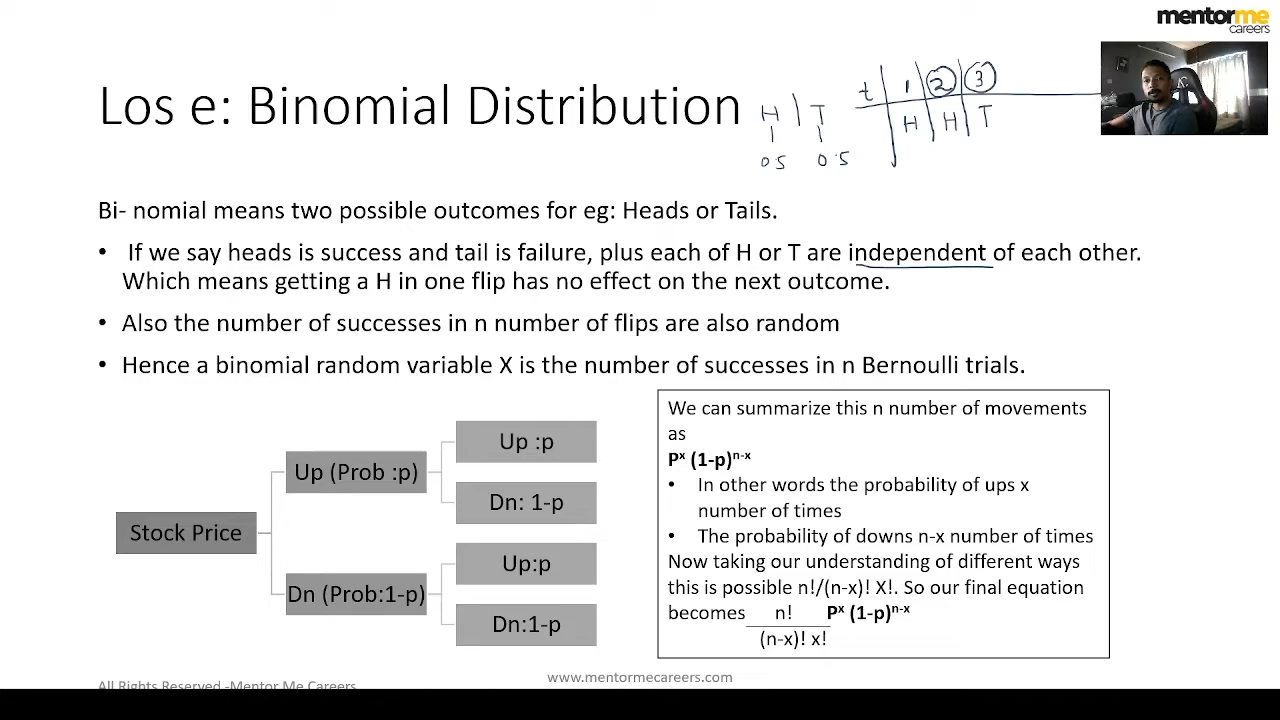 mentorme
careers
Los e: Binomial Distribution
H | T
0.5 0.5
t 1 2 3
H H T
Bi- nomial means two possible outcomes for eg: Heads or Tails.
• If we say heads is success and tail is failure, plus each of H or T are independent of each other.
Which means getting a H in one flip has no effect on the next outcome.
• Also the number of successes in n number of flips are also random
• Hence a binomial random variable X is the number of successes in n Bernoulli trials.
Stock Price
Up (Prob :p)
Up :p
Dn: 1-p
Dn (Prob:1-p)
Up:p
Dn:1-p
We can summarize this n number of movements
as
Pˣ (1-p)ⁿ⁻ˣ
• In other words the probability of ups x
number of times
• The probability of downs n-x number of times
Now taking our understanding of different ways
this is possible n!/(n-x)! X!. So our final equation
becomes n! Pˣ (1-p)ⁿ⁻ˣ
(n-x)! x!
www.mentormecareers.com
All Rights Reserved -Mentor Me Careers